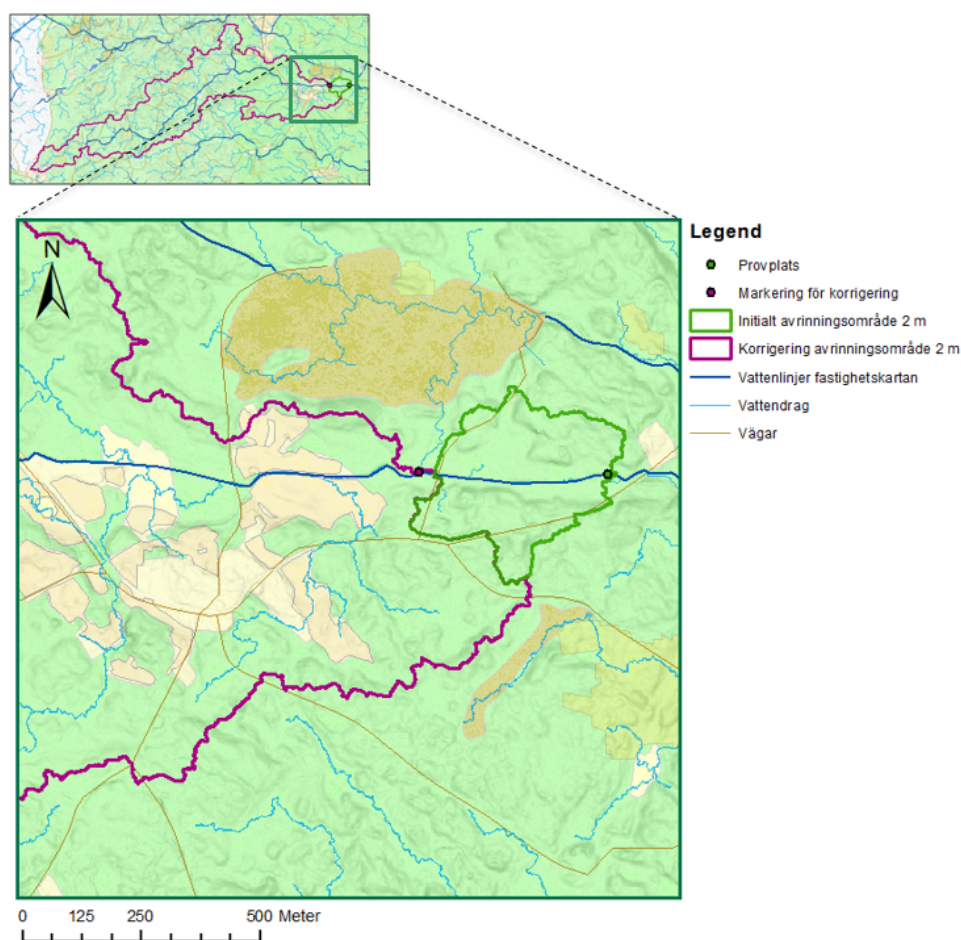 N
Legend
Provplats
Markering för korrigering
Initialt avrinningsområde 2 m
Korrigering avrinningsområde 2 m
Vattenlinjer fastighetskartan
Vattendrag
Vägar
0 125 250 500 Meter